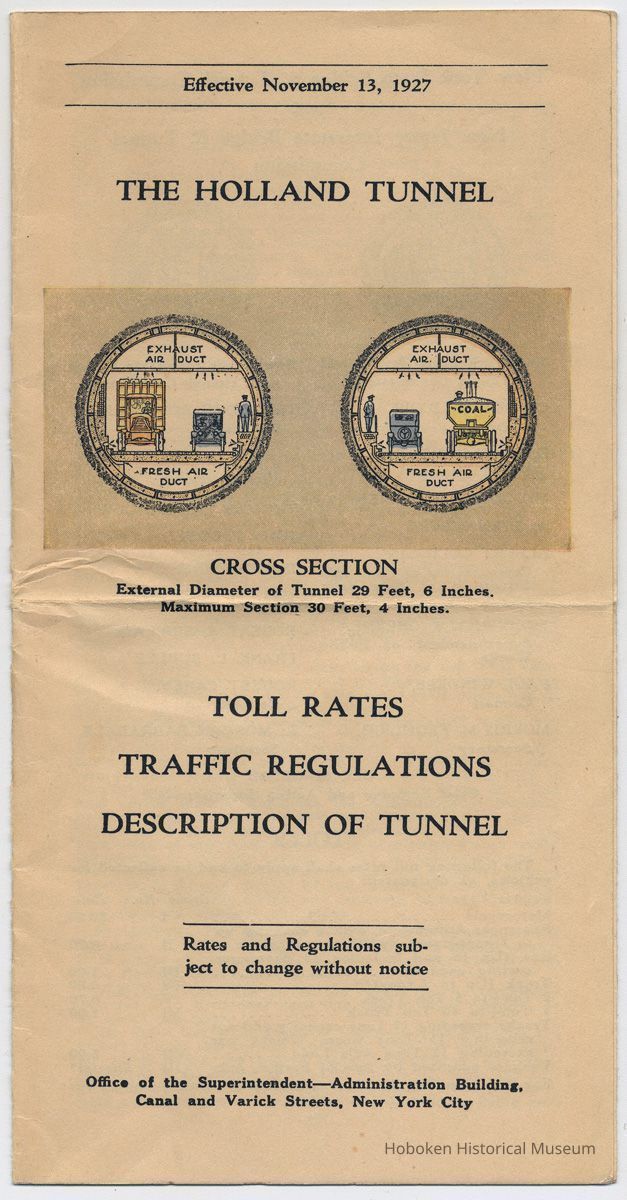 Effective November 13, 1927
THE HOLLAND TUNNEL
EXHAUST
AIR DUCT
FRESH AIR
DUCT
EXHAUST
AIR DUCT
COAL
FRESH AIR
DUCT
CROSS SECTION
External Diameter of Tunnel 29 Feet, 6 Inches.
Maximum Section 30 Feet, 4 Inches.
TOLL RATES
TRAFFIC REGULATIONS
DESCRIPTION OF TUNNEL
Rates and Regulations sub-
ject to change without notice
Office of the Superintendent—Administration Building,
Canal and Varick Streets, New York City
Hoboken Historical Museum